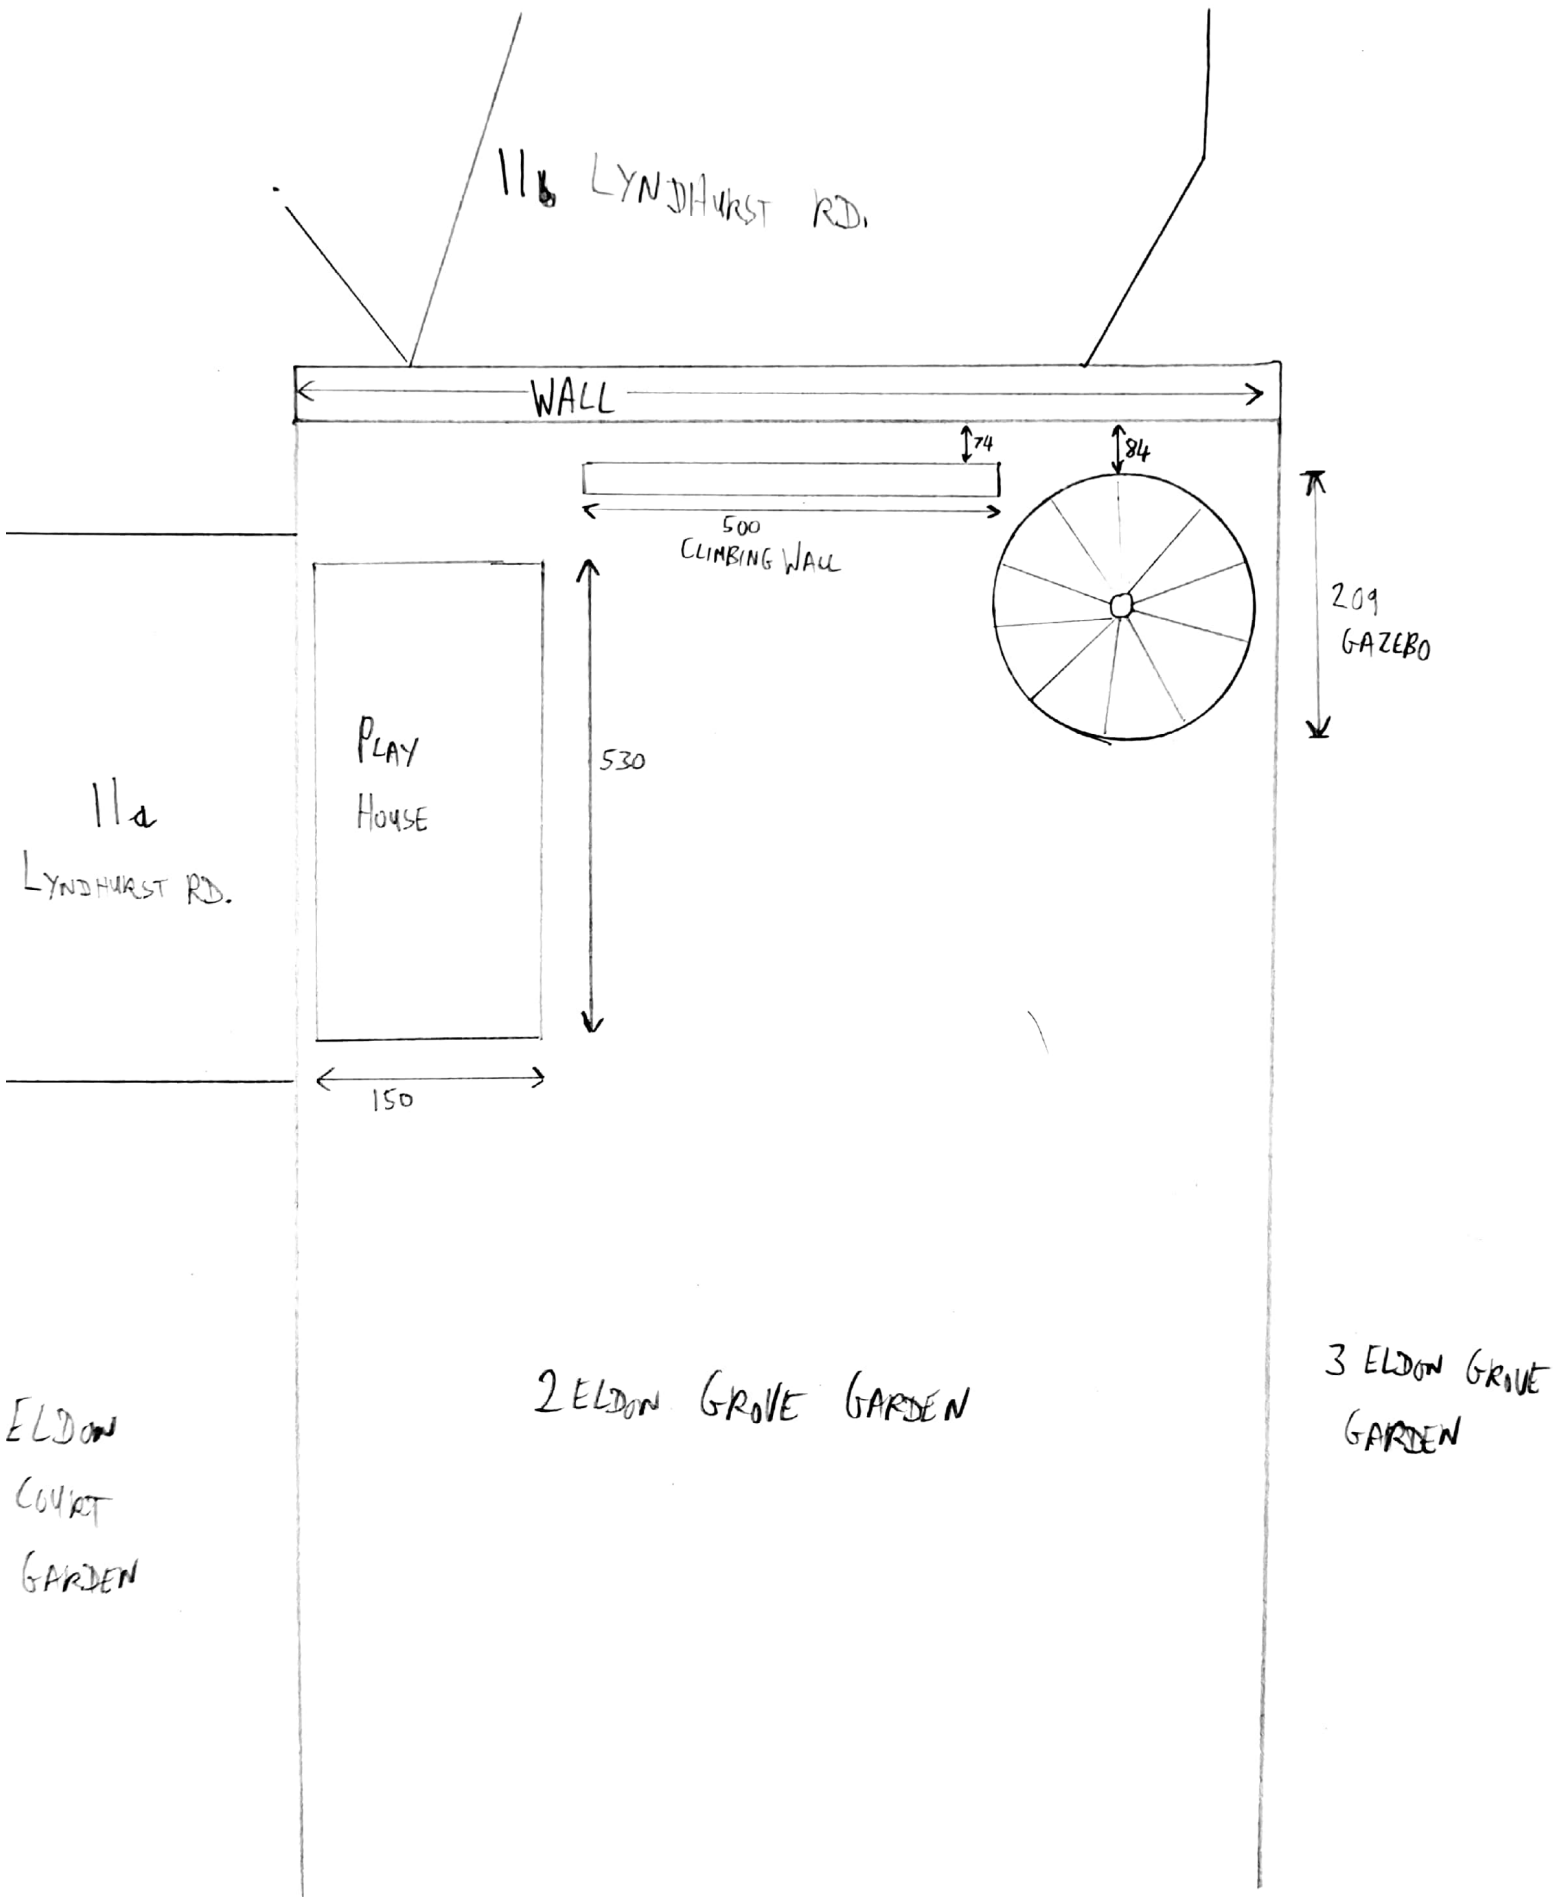 11b LYNDHURST RD.
WALL
74
84
500
CLIMBING WALL
209
GAZEBO
PLAY
HOUSE
530
11a
LYNDHURST RD.
150
2 ELDON GROVE GARDEN
3 ELDON GROVE
GARDEN
ELDON
COURT
GARDEN